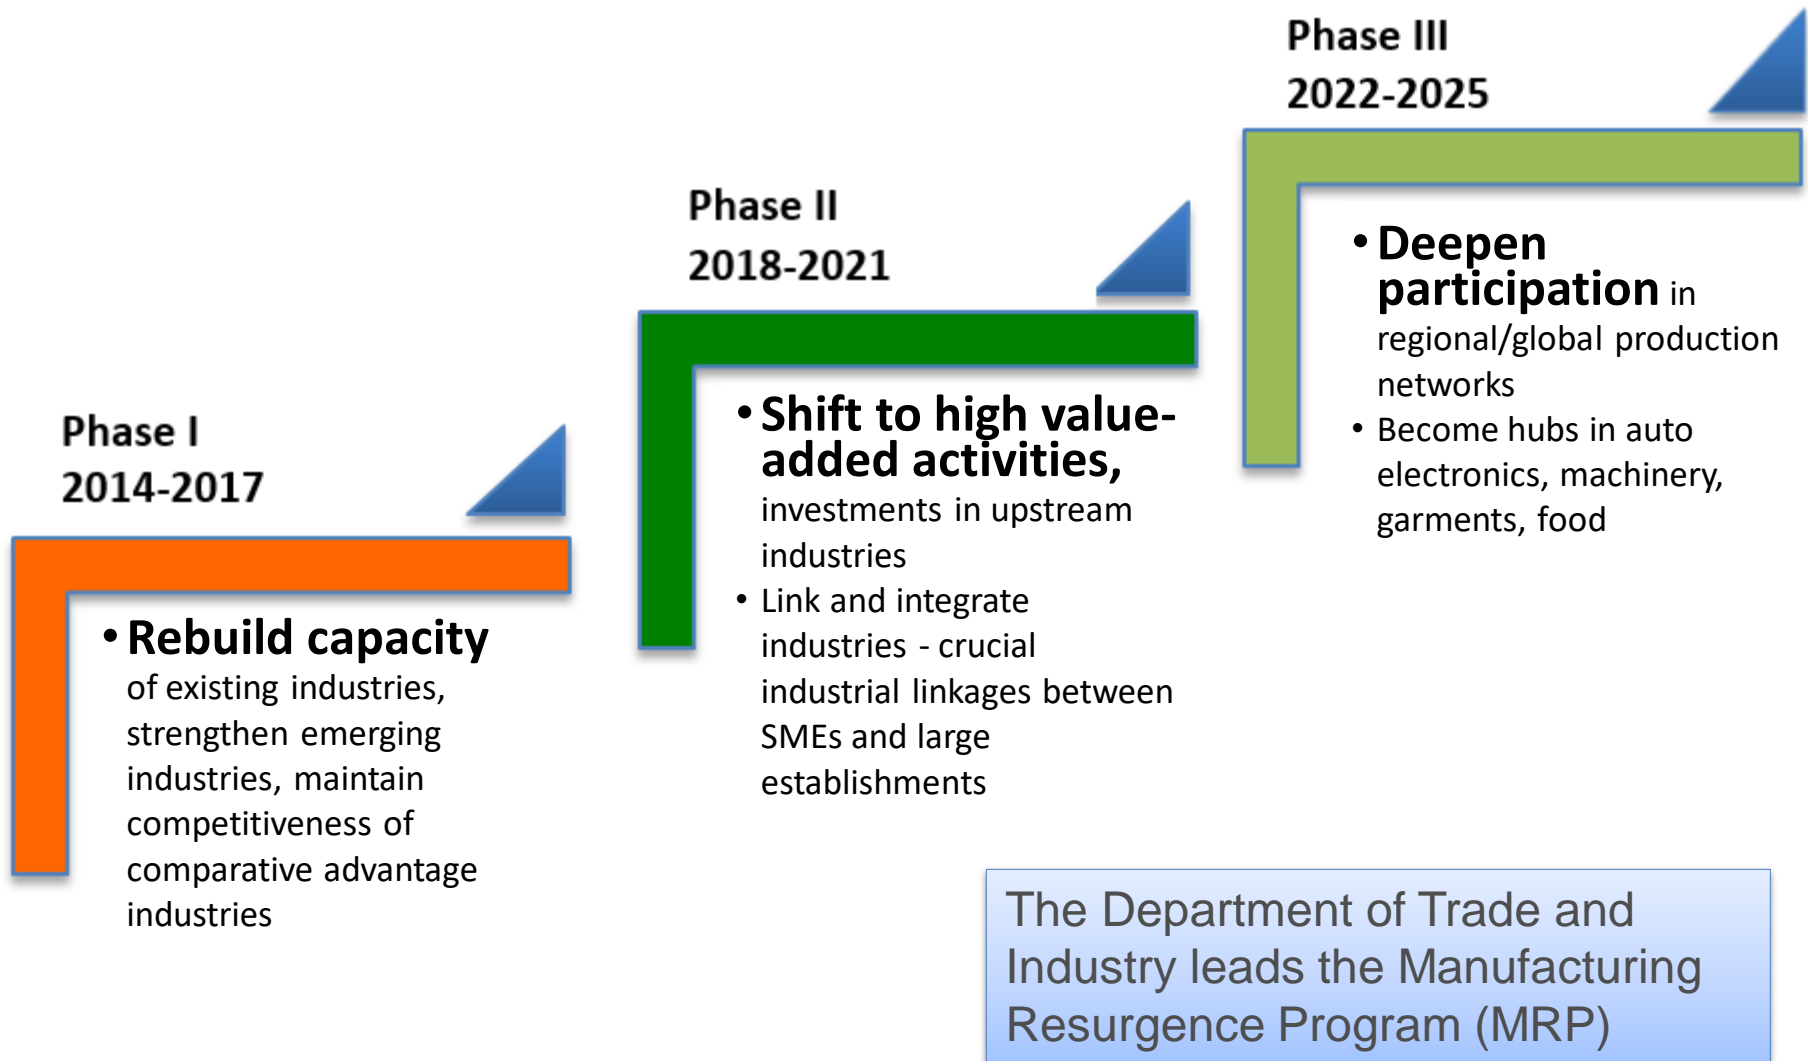 Phase I
2014-2017
• Rebuild capacity
of existing industries,
strengthen emerging
industries, maintain
competitiveness of
comparative advantage
industries
Phase II
2018-2021
• Shift to high value-
added activities,
investments in upstream
industries
• Link and integrate
industries - crucial
industrial linkages between
SMEs and large
establishments
Phase III
2022-2025
• Deepen
participation in
regional/global production
networks
• Become hubs in auto
electronics, machinery,
garments, food
The Department of Trade and
Industry leads the Manufacturing
Resurgence Program (MRP)